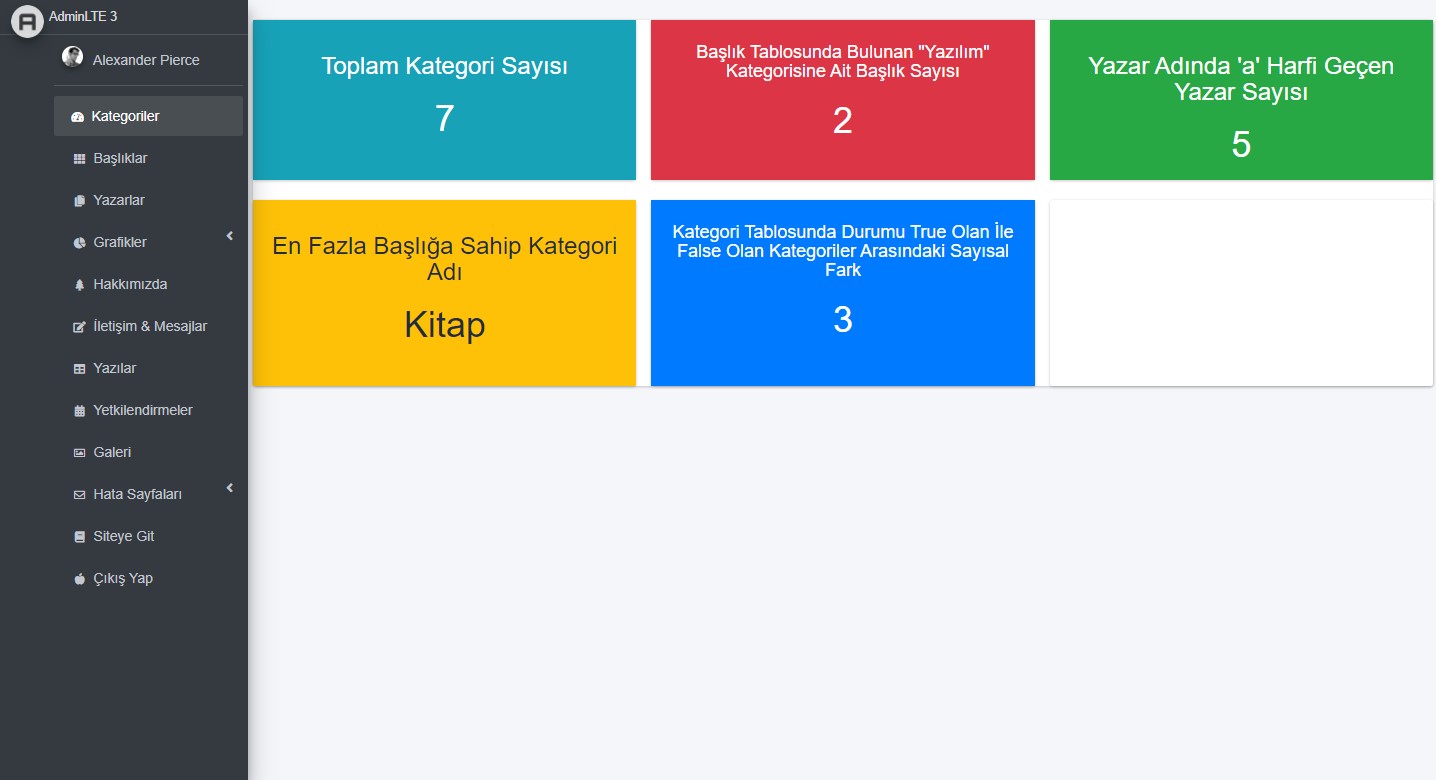 AdminLTE 3
Alexander Pierce
Kategoriler
Başlıklar
Yazarlar
Grafikler
Hakkımızda
İletişim & Mesajlar
Yazılar
Yetkilendirmeler
Galeri
Hata Sayfaları
Siteye Git
Çıkış Yap
Toplam Kategori Sayısı
7
Başlık Tablosunda Bulunan "Yazılım"
Kategorisine Ait Başlık Sayısı
2
Yazar Adında 'a' Harfi Geçen
Yazar Sayısı
5
En Fazla Başlığa Sahip Kategori
Adı
Kitap
Kategori Tablosunda Durumu True Olan İle
False Olan Kategoriler Arasındaki Sayısal
Fark
3